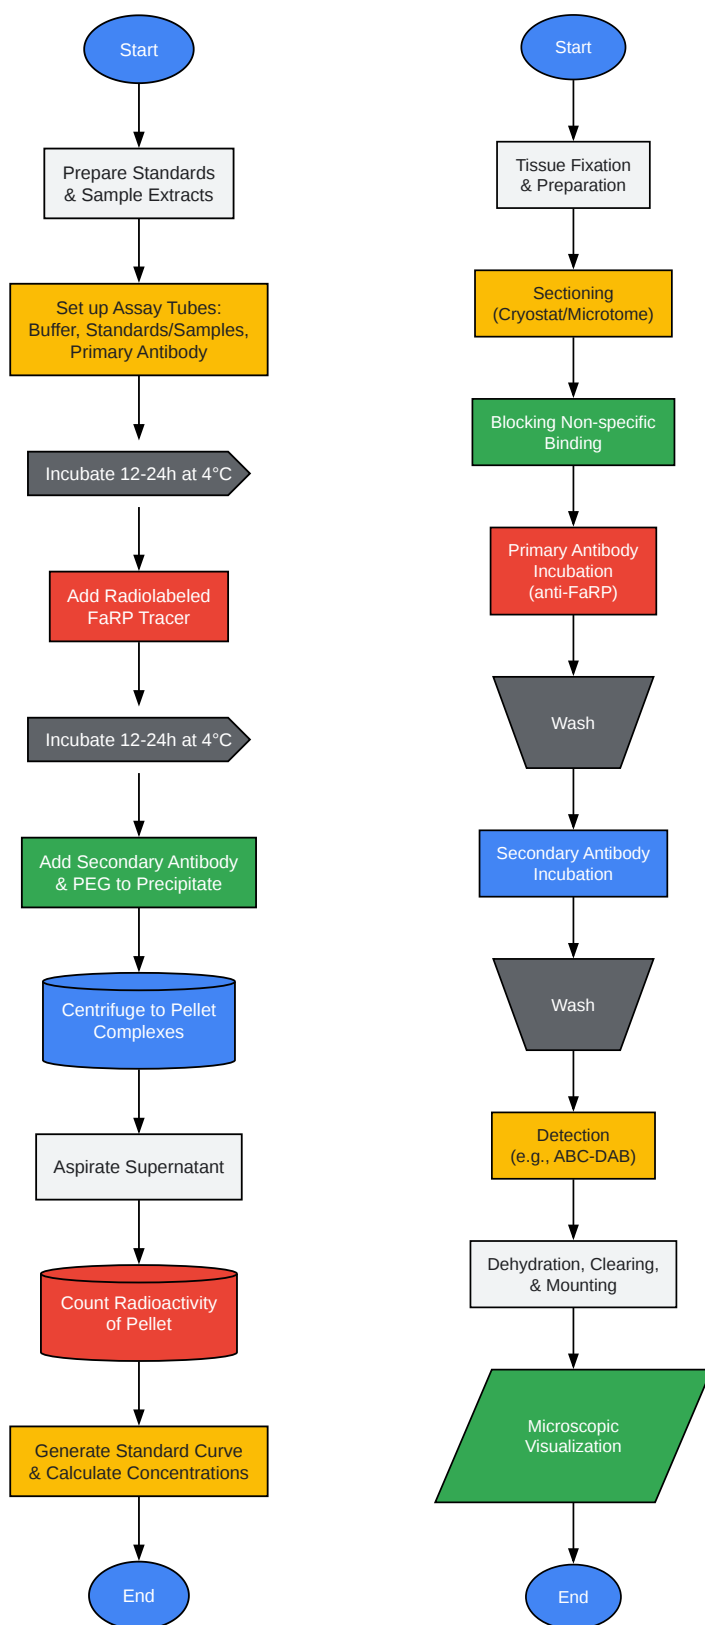 Start
Prepare Standards
& Sample Extracts
Set up Assay Tubes:
Buffer, Standards/Samples,
Primary Antibody
Incubate 12-24h at 4°C
Add Radiolabeled
FaRP Tracer
Incubate 12-24h at 4°C
Add Secondary Antibody
& PEG to Precipitate
Centrifuge to Pellet
Complexes
Aspirate Supernatant
Count Radioactivity
of Pellet
Generate Standard Curve
& Calculate Concentrations
End
Start
Tissue Fixation
& Preparation
Sectioning
(Cryostat/Microtome)
Blocking Non-specific
Binding
Primary Antibody
Incubation
(anti-FaRP)
Wash
Secondary Antibody
Incubation
Wash
Detection
(e.g., ABC-DAB)
Dehydration, Clearing,
& Mounting
Microscopic
Visualization
End